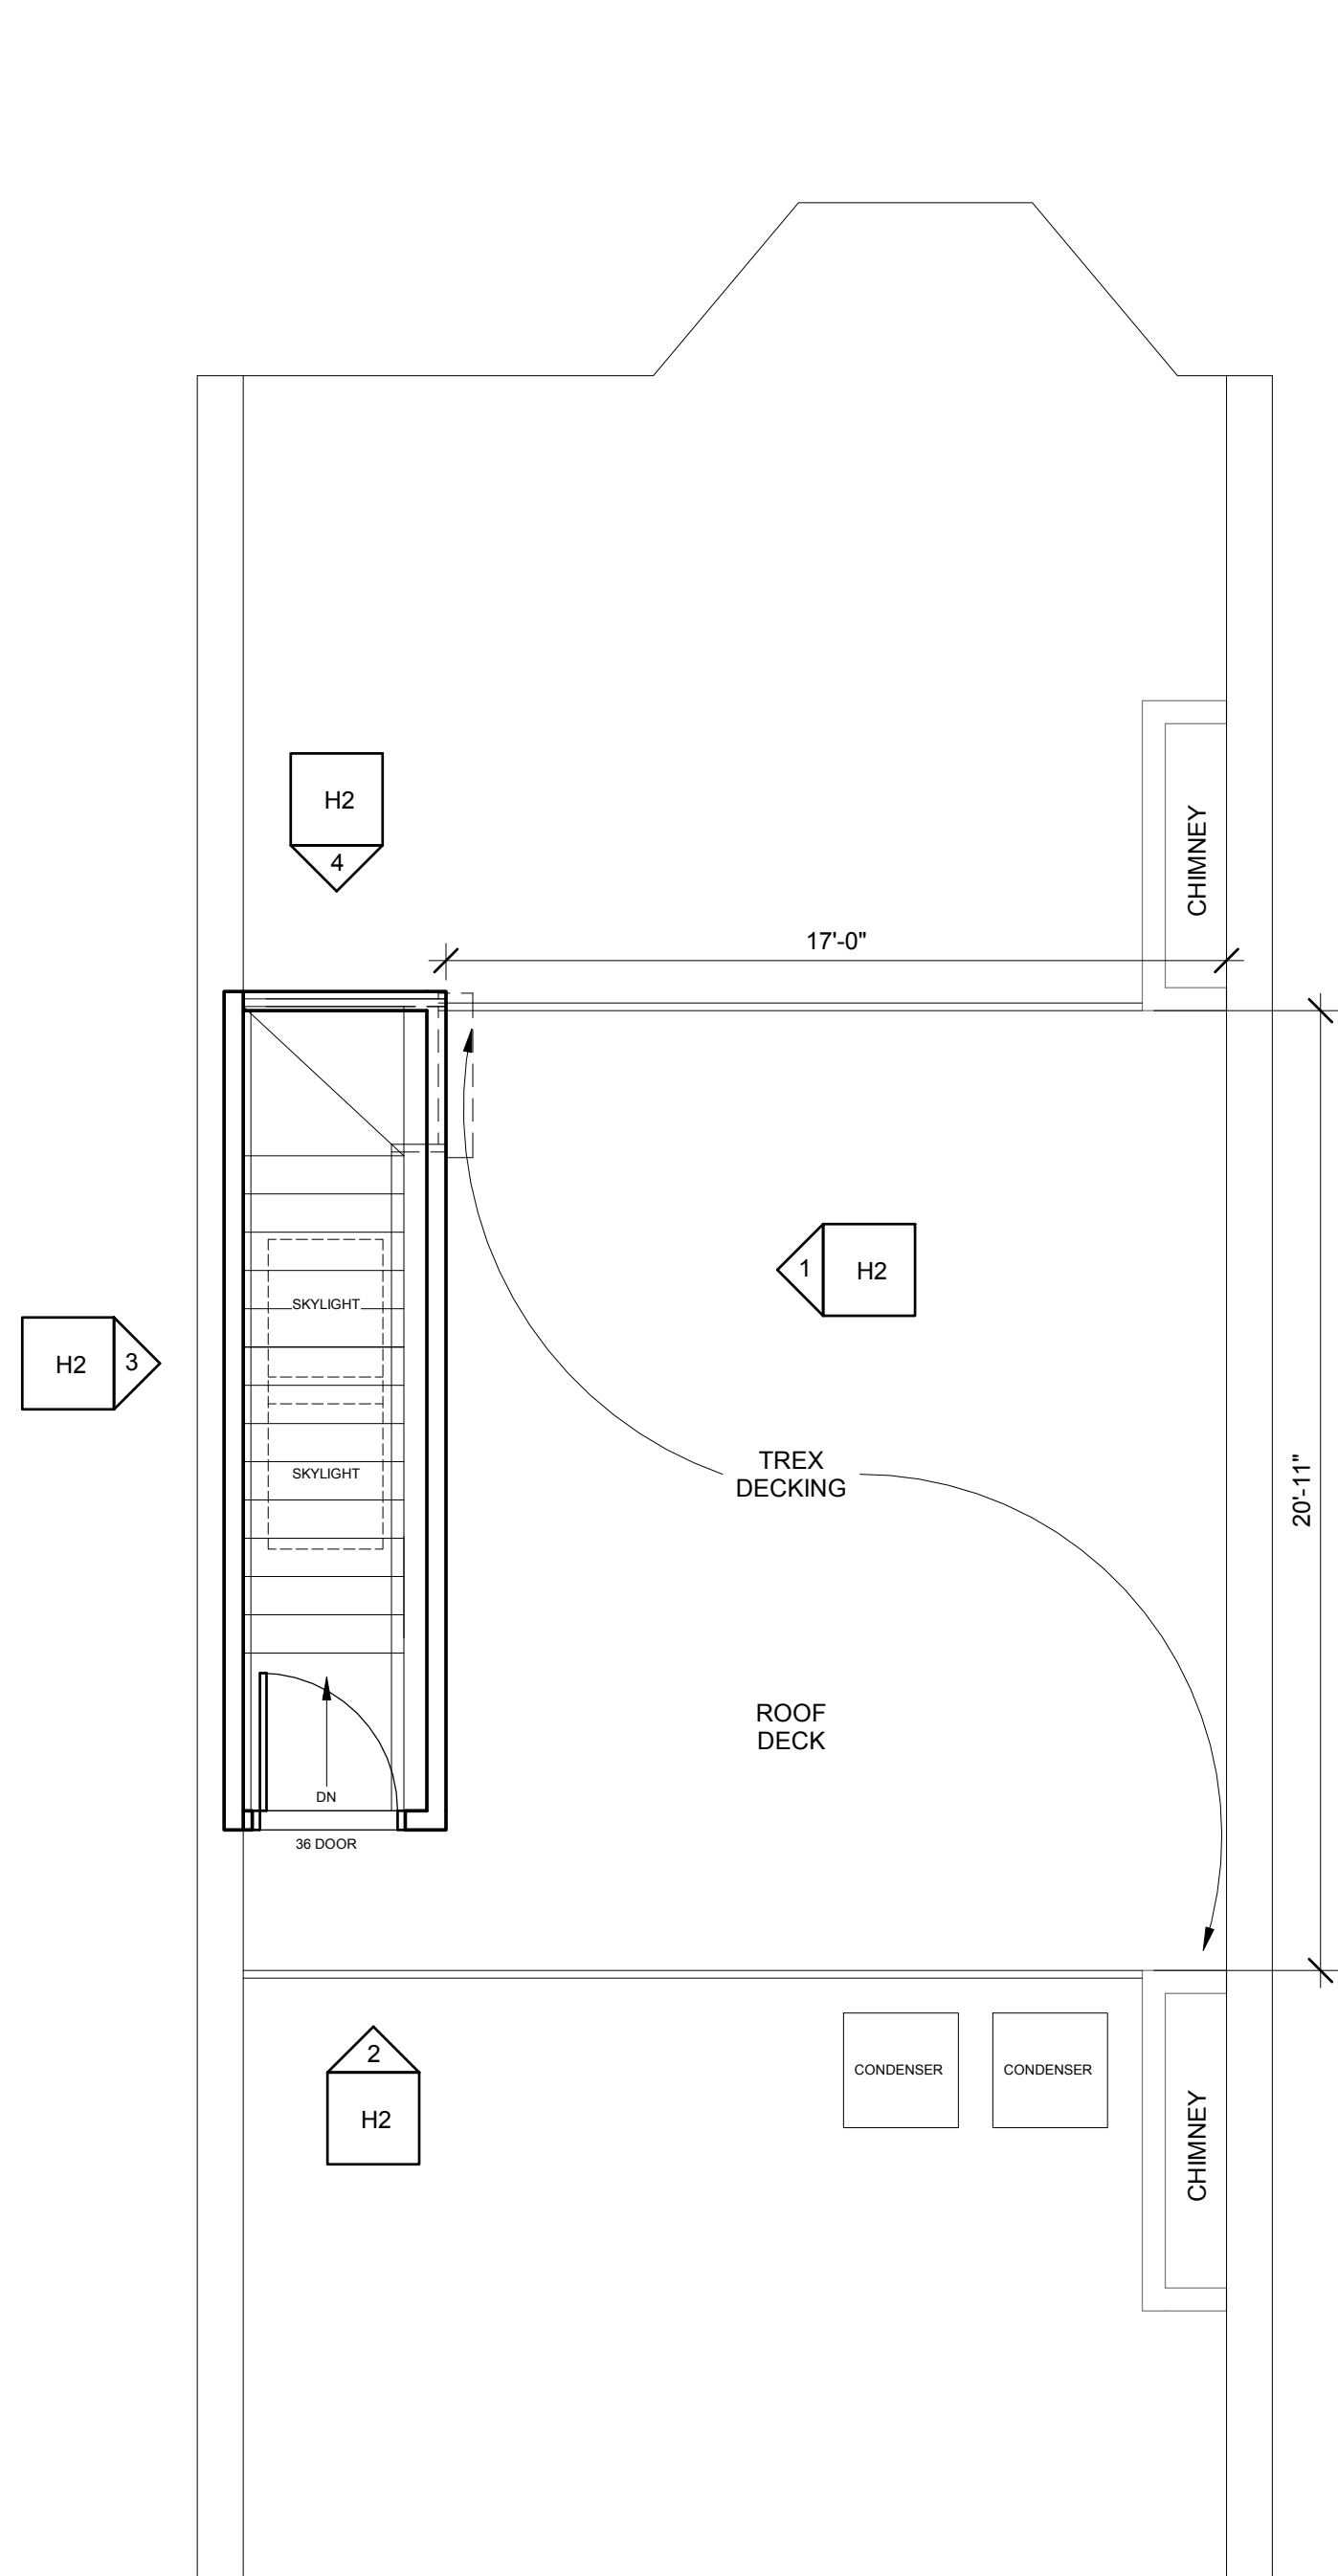 H2
4
CHIMNEY
17'-0"
1
H2
SKYLIGHT
H2
3
TREX
DECKING
SKYLIGHT
20'-11"
ROOF
DECK
DN
36 DOOR
2
H2
CONDENSER
CONDENSER
CHIMNEY